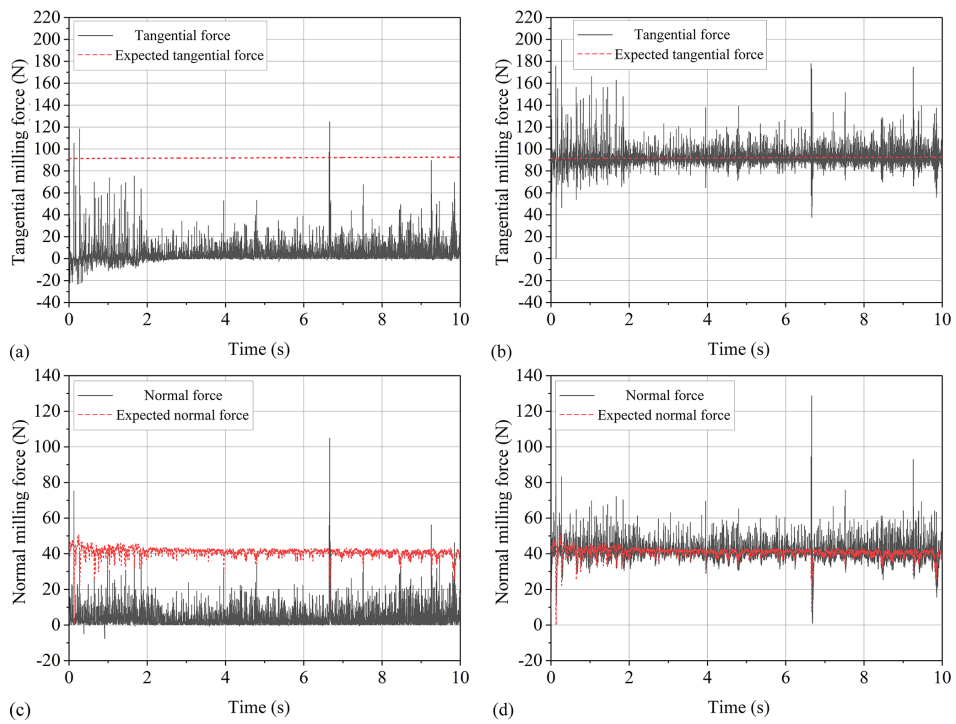 220
200
180
160
140
120
100
80
60
40
20
0
-20
-40
Tangential milling force (N)
Tangential force
Expected tangential force
0 2 4 6 8 10
(a) Time (s)
220
200
180
160
140
120
100
80
60
40
20
0
-20
-40
Tangential milling force (N)
Tangential force
Expected tangential force
0 2 4 6 8 10
(b) Time (s)
140
120
100
80
60
40
20
0
-20
Normal milling force (N)
Normal force
Expected normal force
0 2 4 6 8 10
(c) Time (s)
140
120
100
80
60
40
20
0
-20
Normal milling force (N)
Normal force
Expected normal force
0 2 4 6 8 10
(d) Time (s)